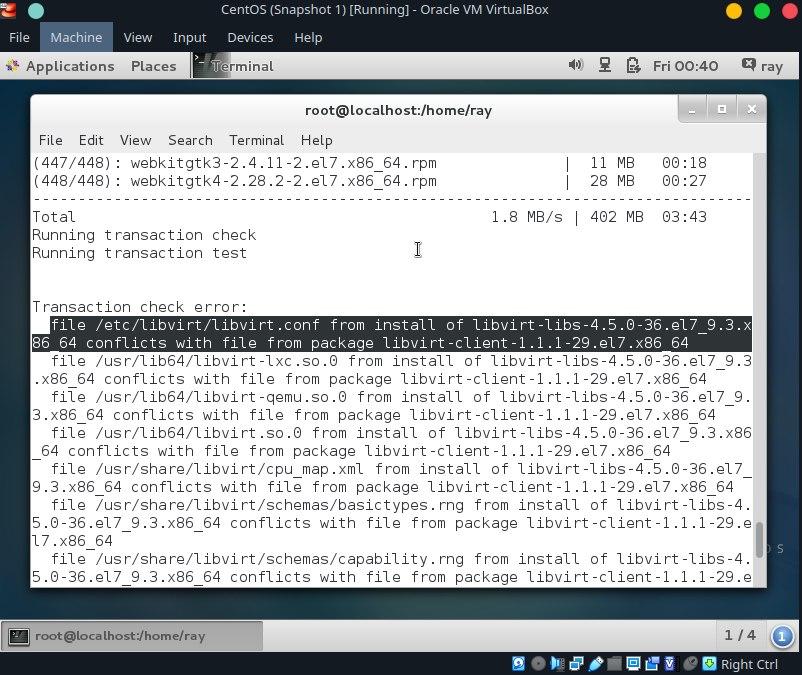 CentOS (Snapshot 1) [Running] - Oracle VM VirtualBox
File Machine View Input Devices Help
Applications Places Terminal Fri 00:40 ray
root@localhost:/home/ray
File Edit View Search Terminal Help
(447/448): webkitgtk3-2.4.11-2.el7.x86_64.rpm | 11 MB 00:18
(448/448): webkitgtk4-2.28.2-2.el7.x86_64.rpm | 28 MB 00:27
--------------------------------------------------------------------------------
Total 1.8 MB/s | 402 MB 03:43
Running transaction check
Running transaction test
Transaction check error:
file /etc/libvirt/libvirt.conf from install of libvirt-libs-4.5.0-36.el7_9.3.x
86_64 conflicts with file from package libvirt-client-1.1.1-29.el7.x86_64
file /usr/lib64/libvirt-lxc.so.0 from install of libvirt-libs-4.5.0-36.el7_9.3
.x86_64 conflicts with file from package libvirt-client-1.1.1-29.el7.x86_64
file /usr/lib64/libvirt-qemu.so.0 from install of libvirt-libs-4.5.0-36.el7_9.
3.x86_64 conflicts with file from package libvirt-client-1.1.1-29.el7.x86_64
file /usr/lib64/libvirt.so.0 from install of libvirt-libs-4.5.0-36.el7_9.3.x86
_64 conflicts with file from package libvirt-client-1.1.1-29.el7.x86_64
file /usr/share/libvirt/cpu_map.xml from install of libvirt-libs-4.5.0-36.el7_
9.3.x86_64 conflicts with file from package libvirt-client-1.1.1-29.el7.x86_64
file /usr/share/libvirt/schemas/basictypes.rng from install of libvirt-libs-4.
5.0-36.el7_9.3.x86_64 conflicts with file from package libvirt-client-1.1.1-29.e
l7.x86_64
file /usr/share/libvirt/schemas/capability.rng from install of libvirt-libs-4.
5.0-36.el7_9.3.x86_64 conflicts with file from package libvirt-client-1.1.1-29.e
root@localhost:/home/ray 1 / 4 1
Right Ctrl